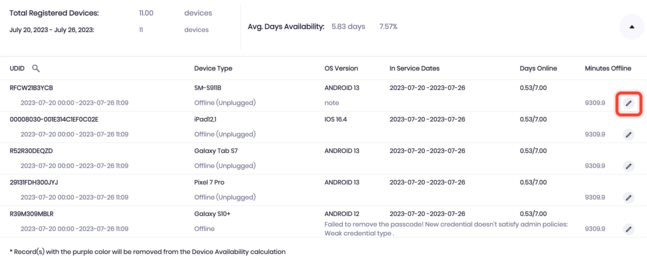 Total Registered Devices: 11.00 devices
July 20, 2023 - July 26, 2023: 11 devices
Avg. Days Availability: 5.83 days 7.57%
UDID Device Type OS Version In Service Dates Days Online Minutes Offline
RFCW21B3YCB SM-S911B ANDROID 13 2023-07-20 -2023-07-26 0.53/7.00
2023-07-20 00:00 -2023-07-26 11:09 Offline (Unplugged) note 9309.9
00008030-001E314C1EF0C02E iPad12,1 IOS 16.4 2023-07-20 -2023-07-26 0.53/7.00
2023-07-20 00:00 -2023-07-26 11:09 Offline (Unplugged) 9309.9
R52R30DEQZD Galaxy Tab S7 ANDROID 13 2023-07-20 -2023-07-26 0.53/7.00
2023-07-20 00:00 -2023-07-26 11:09 Offline (Unplugged) 9309.9
29131FDH300JYJ Pixel 7 Pro ANDROID 13 2023-07-20 -2023-07-26 0.53/7.00
2023-07-20 00:00 -2023-07-26 11:09 Offline (Unplugged) 9309.9
R39M309MBLR Galaxy S10+ ANDROID 12 2023-07-20 -2023-07-26 0.53/7.00
2023-07-20 00:00 -2023-07-26 11:09 Offline Failed to remove the passcode! New credential doesn't satisfy admin policies: 9309.9
Weak credential type..
* Record(s) with the purple color will be removed from the Device Availability calculation